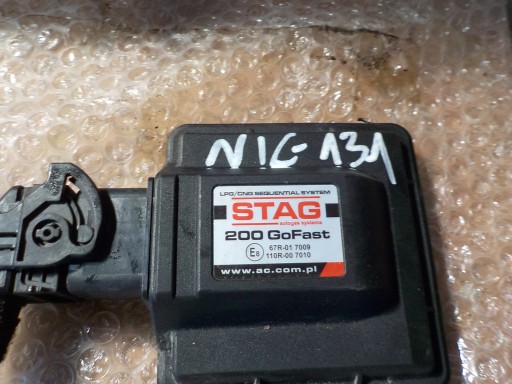 NIC-131
LPG/CNG SEQUENTIAL SYSTEM
STAG
autogas systems
200 GoFast
E8 67R-01 7009
110R-00 7010
www.ac.com.pl